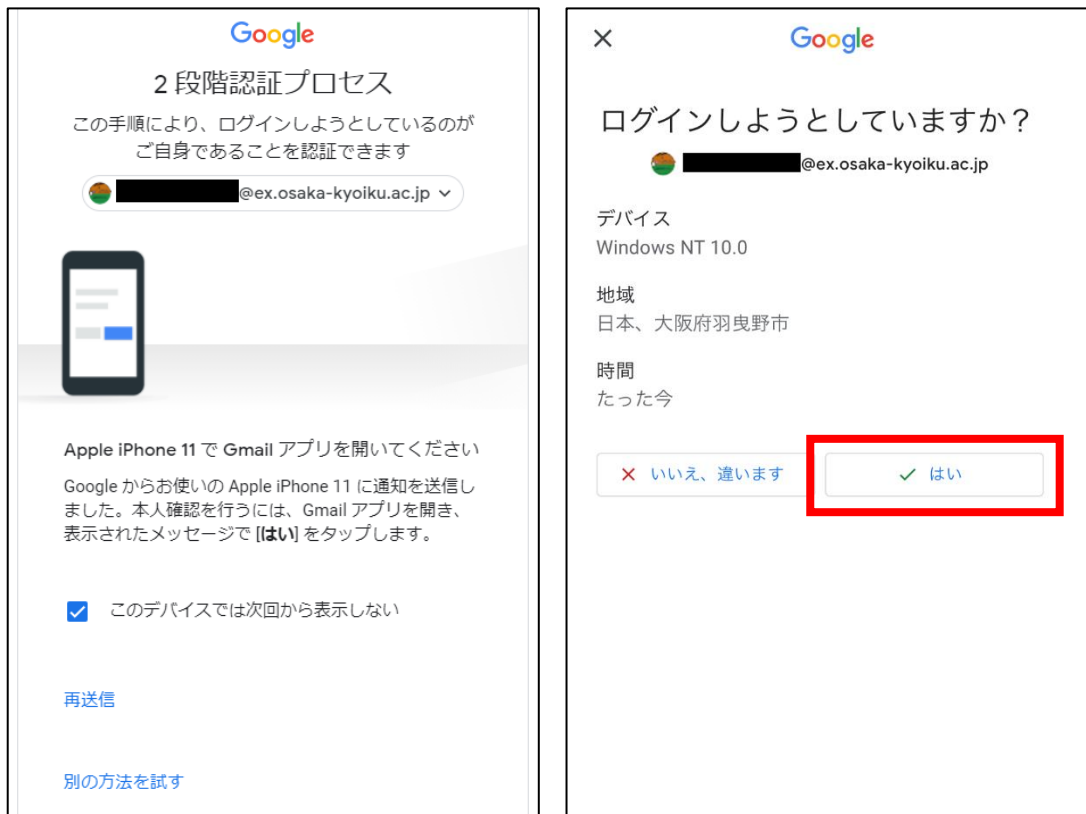 Google
2 段階認証プロセス
この手順により、ログインしようとしているのが
ご自身であることを認証できます
@ex.osaka-kyoiku.ac.jp
Apple iPhone 11 で Gmail アプリを開いてください
Google からお使いの Apple iPhone 11 に通知を送信し
ました。本人確認を行うには、Gmail アプリを開き、
表示されたメッセージで [はい] をタップします。
このデバイスでは次回から表示しない
再送信
別の方法を試す
Google
ログインしようとしていますか？
@ex.osaka-kyoiku.ac.jp
デバイス
Windows NT 10.0
地域
日本、大阪府羽曳野市
時間
たった今
いいえ、違います
はい